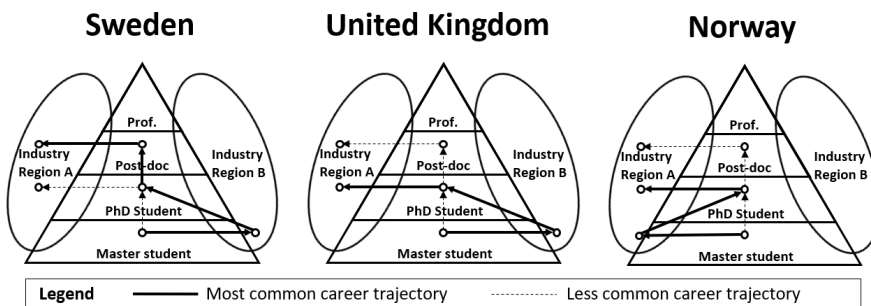 Sweden
United Kingdom
Norway
Prof.
Industry
Region A
Post-doc
Industry
Region B
PhD Student
Master student
Prof.
Industry
Region A
Post-doc
Industry
Region B
PhD Student
Master student
Prof.
Industry
Region A
Post-doc
Industry
Region B
PhD Student
Master student
Legend
Most common career trajectory
Less common career trajectory